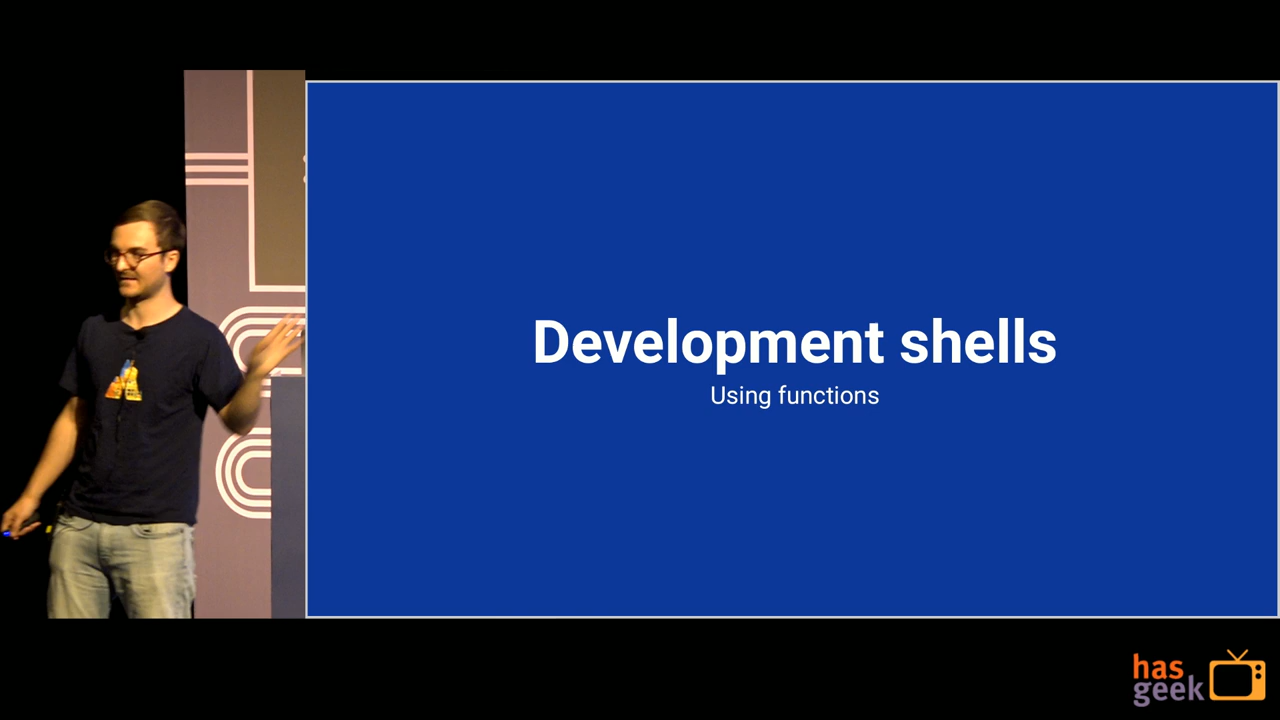 Development shells
Using functions
has
geek